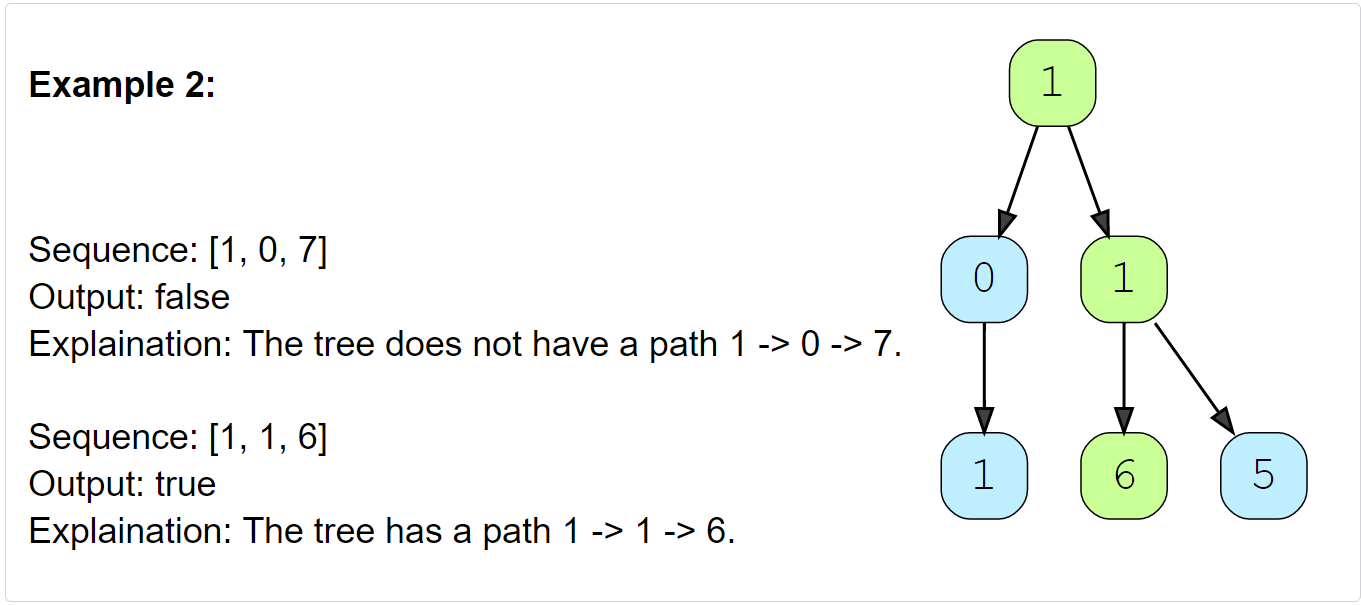 Example 2:
Sequence: [1, 0, 7]
Output: false
Explaination: The tree does not have a path 1 -> 0 -> 7.
Sequence: [1, 1, 6]
Output: true
Explaination: The tree has a path 1 -> 1 -> 6.
1
0 1
1 6 5